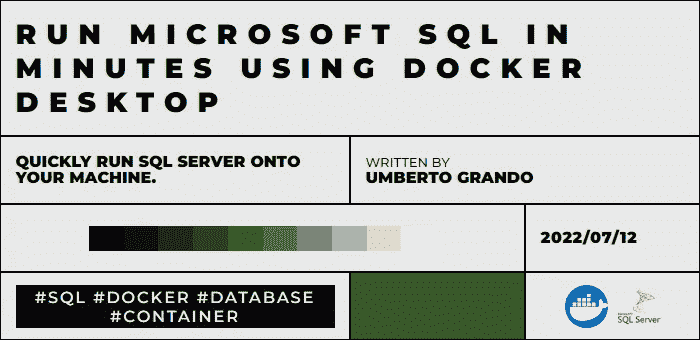 RUN MICROSOFT SQL IN
MINUTES USING DOCKER
DESKTOP
QUICKLY RUN SQL SERVER ONTO
YOUR MACHINE.
WRITTEN BY
UMBERTO GRANDO
2022/07/12
#SQL #DOCKER #DATABASE
#CONTAINER
SQL Server